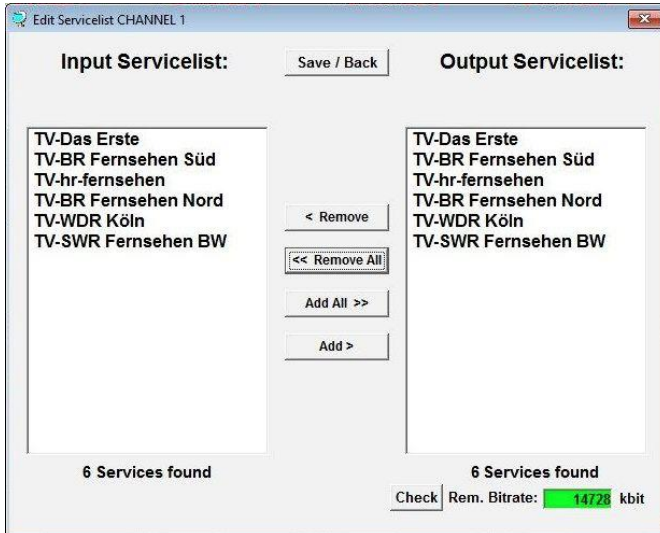 Edit Servicelist CHANNEL 1
Input Servicelist:
Save / Back
Output Servicelist:
TV-Das Erste
TV-BR Fernsehen Süd
TV-hr-fernsehen
TV-BR Fernsehen Nord
TV-WDR Köln
TV-SWR Fernsehen BW
< Remove
<< Remove All
Add All >>
Add >
TV-Das Erste
TV-BR Fernsehen Süd
TV-hr-fernsehen
TV-BR Fernsehen Nord
TV-WDR Köln
TV-SWR Fernsehen BW
6 Services found
6 Services found
Check Rem. Bitrate: 14728 kbit